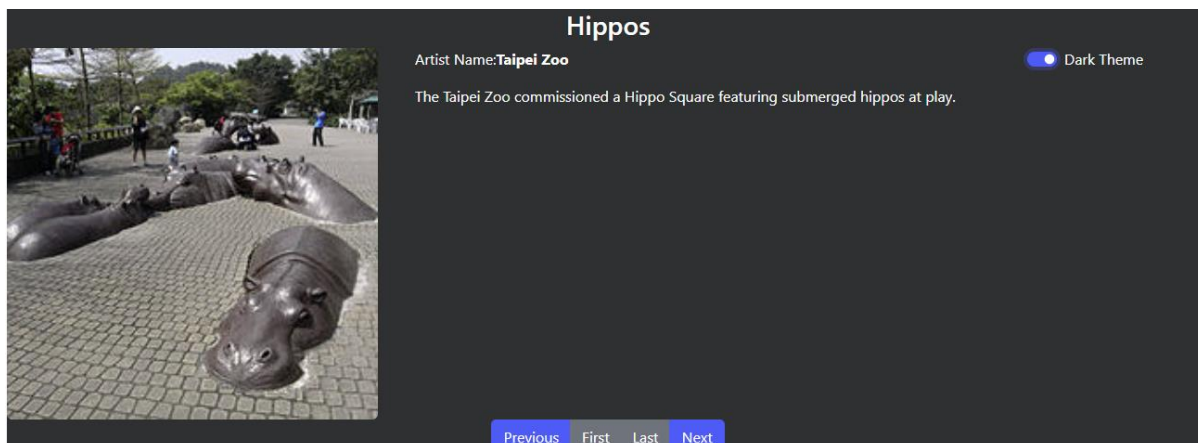 Hippos
Artist Name:Taipei Zoo
Dark Theme
The Taipei Zoo commissioned a Hippo Square featuring submerged hippos at play.
Previous First Last Next